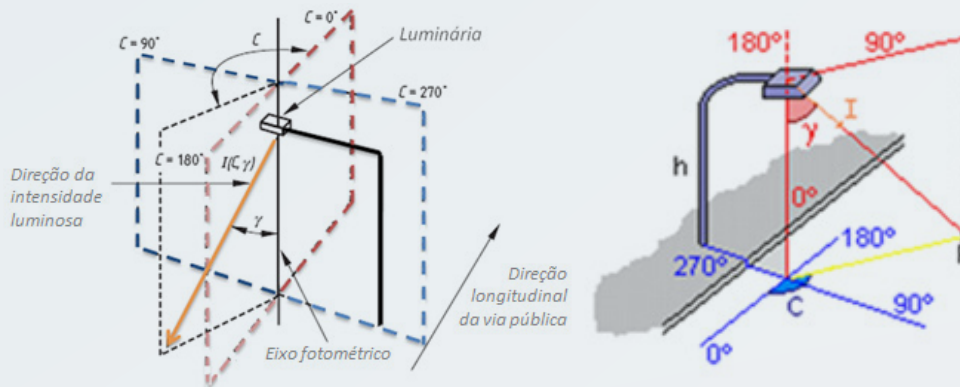 C = 0°
C = 90°
C
Luminária
C = 270°
C = 180°
I(C, γ)
Direção da
intensidade
luminosa
γ
Direção
longitudinal
da via pública
Eixo fotométrico
180°
90°
I
γ
h
0°
180°
270°
C
90°
0°